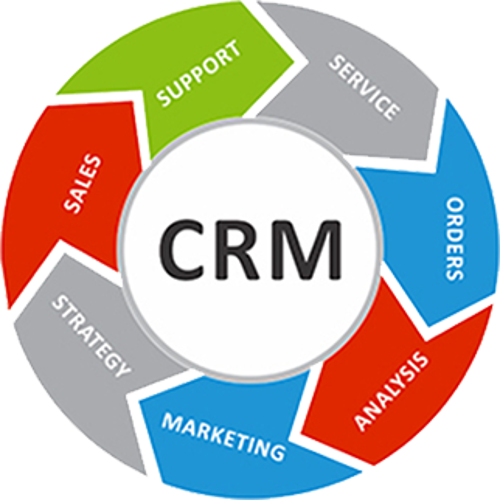 SUPPORT
SERVICE
ORDERS
ANALYSIS
MARKETING
STRATEGY
SALES
CRM